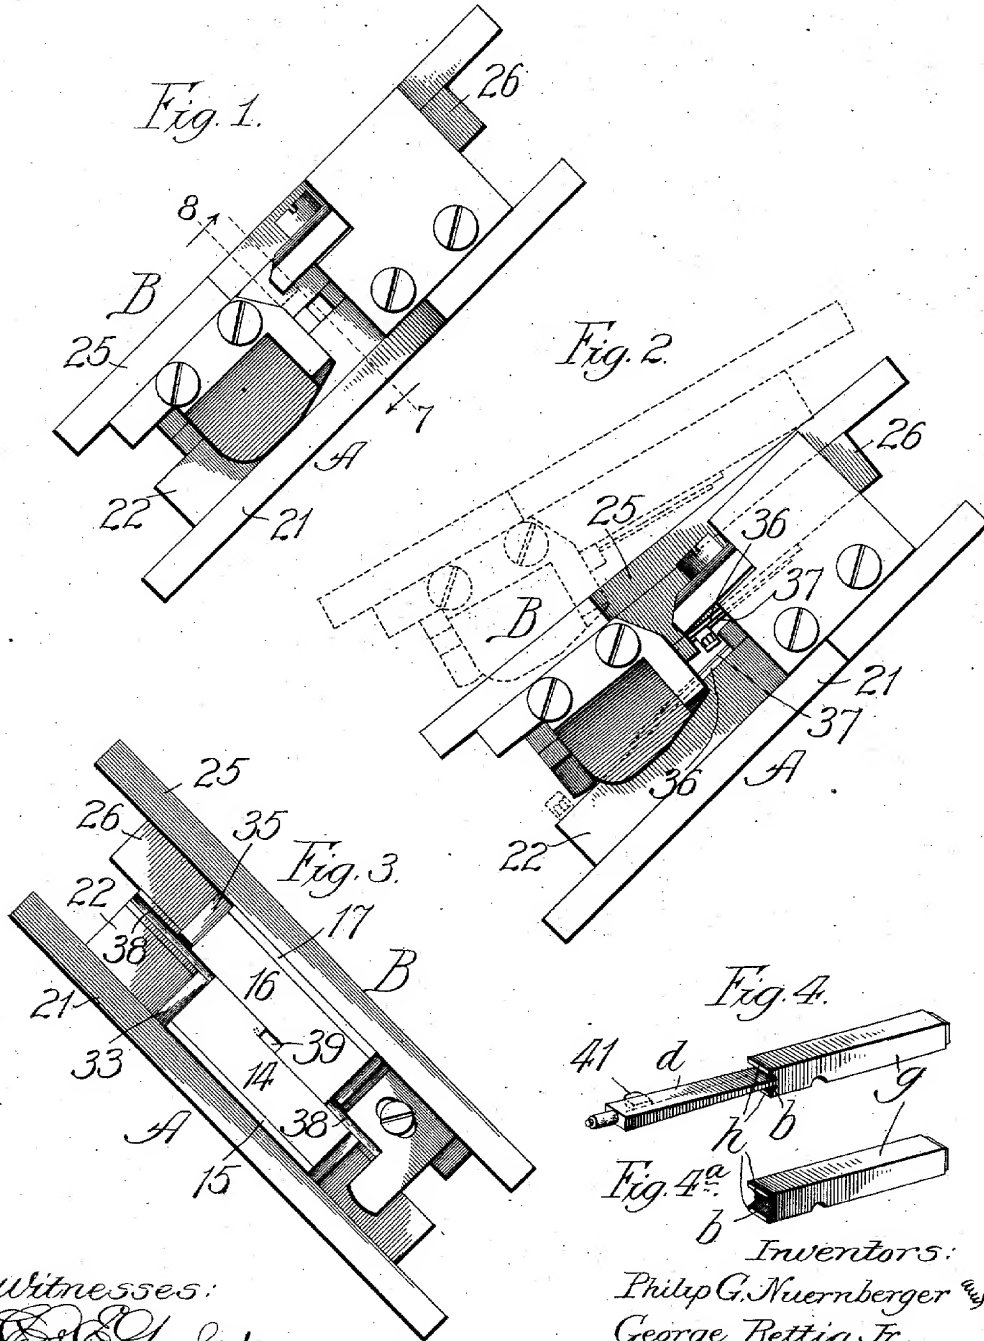 Fig. 1.
26
8
B
25
7
A
22
21
Fig. 2.
26
25
36
37
B
21
37
36
A
22
25
26
35
Fig. 3.
22
38
17
B
16
21
39
33
14
38
A
15
Fig. 4.
41
d
g
h
b
Fig. 4a.
b
Inventors:
Witnesses:
Philip G. Nuernberger
George Rettig Jr.